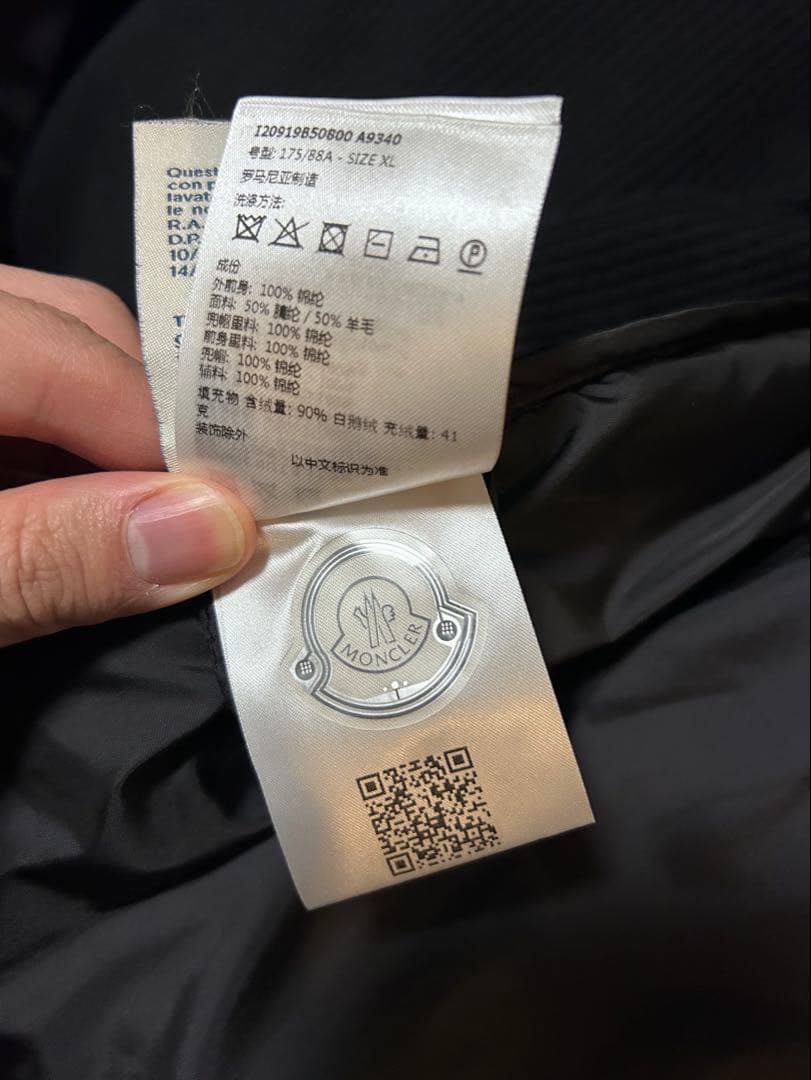 I20919B50800 A9340
号型: 175/88A - SIZE XL
罗马尼亚制造
洗涤方法:
P
成份
外前身: 100% 锦纶
面料: 50% 腈纶 / 50% 羊毛
兜帽里料: 100% 锦纶
前身里料: 100% 锦纶
兜帽: 100% 锦纶
辅料: 100% 锦纶
填充物 含绒量: 90% 白鹅绒 充绒量: 41
克
装饰除外
以中文标识为准
Quest
con p
lavat
le no
R.A.
D.P.
10/
14/
MONCLER